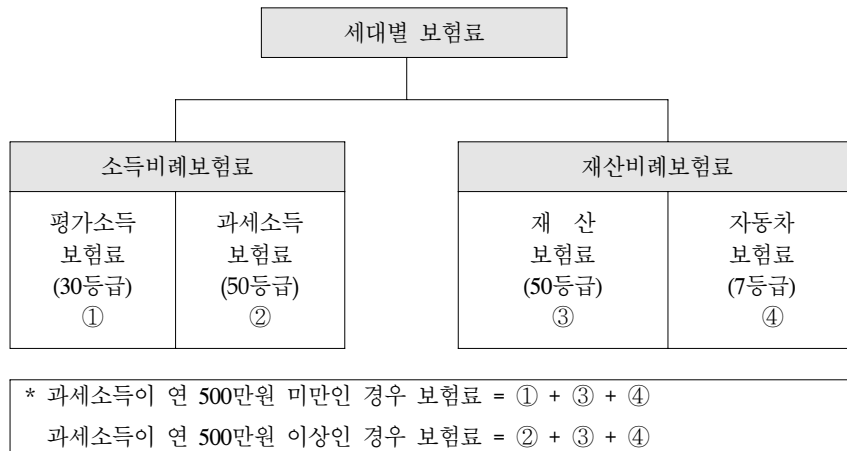 세대별 보험료
소득비례보험료
재산비례보험료
평가소득
보험료
(30등급)
①
과세소득
보험료
(50등급)
②
재 산
보험료
(50등급)
③
자동차
보험료
(7등급)
④
* 과세소득이 연 500만원 미만인 경우 보험료 = ① + ③ + ④
과세소득이 연 500만원 이상인 경우 보험료 = ② + ③ + ④